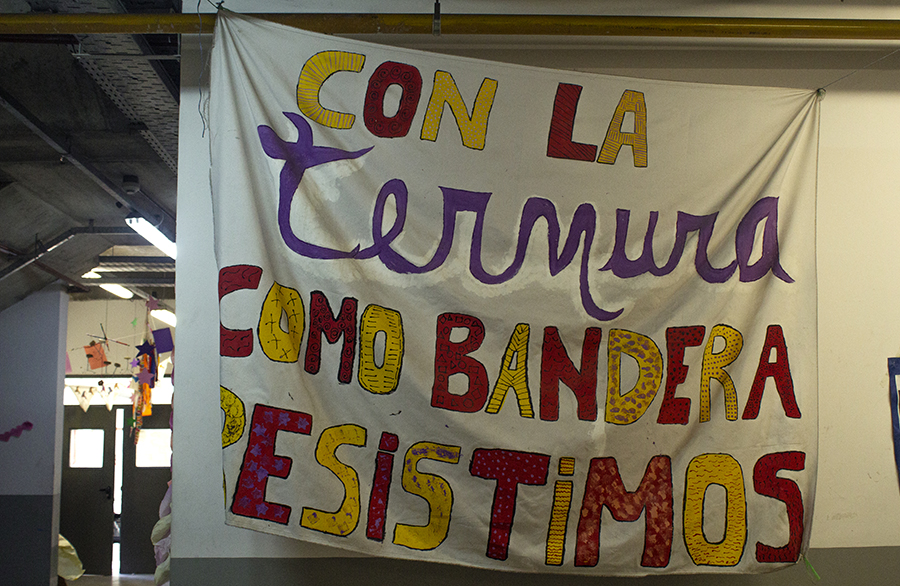 CON LA
ternura
COMO BANDERA
RESiSTiMOS